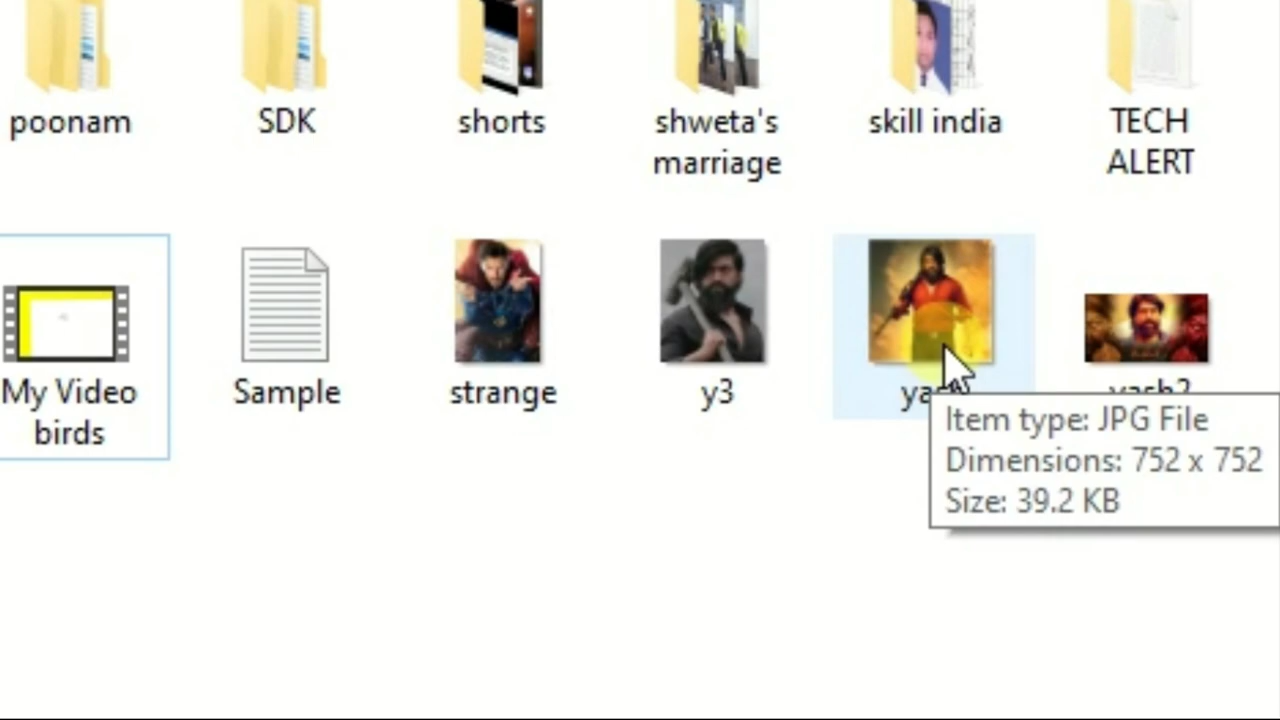 poonam
SDK
shorts
shweta's
marriage
skill india
TECH
ALERT
My Video
birds
Sample
strange
y3
yash2
Item type: JPG File
Dimensions: 752 x 752
Size: 39.2 KB